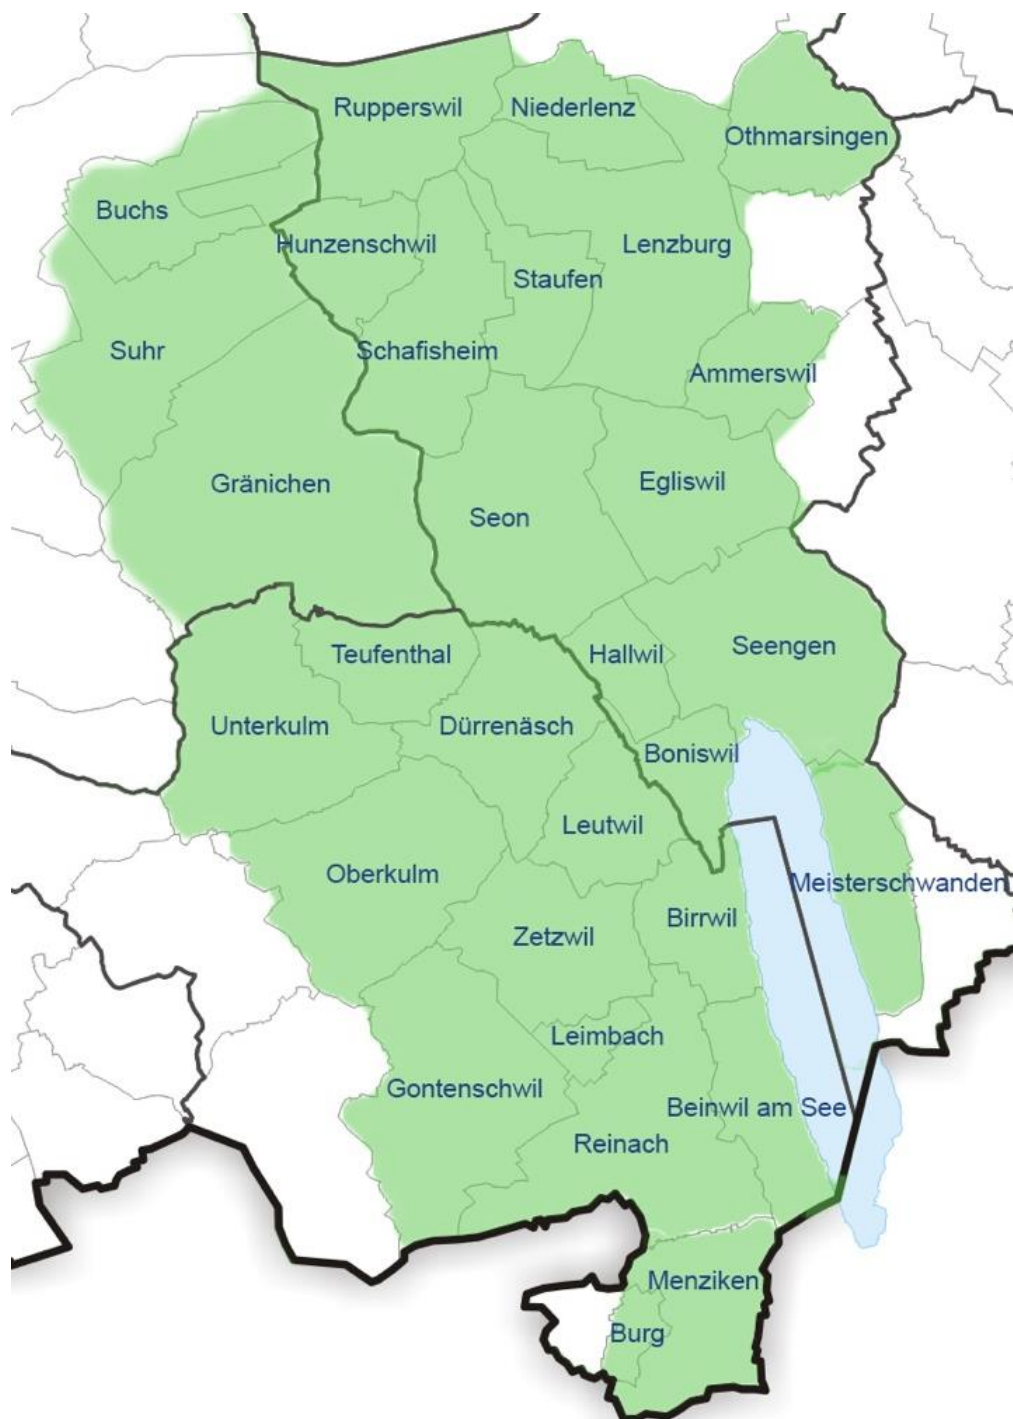 Rupperswil
Niederlenz
Othmarsingen
Buchs
Hunzenschwil
Lenzburg
Staufen
Suhr
Schafisheim
Ammerswil
Gränichen
Egliswil
Seon
Teufenthal
Hallwil
Seengen
Unterkulm
Dürrenäsch
Boniswil
Leutwil
Oberkulm
Meisterschwanden
Birrwil
Zetzwil
Leimbach
Gontenschwil
Beinwil am See
Reinach
Menziken
Burg